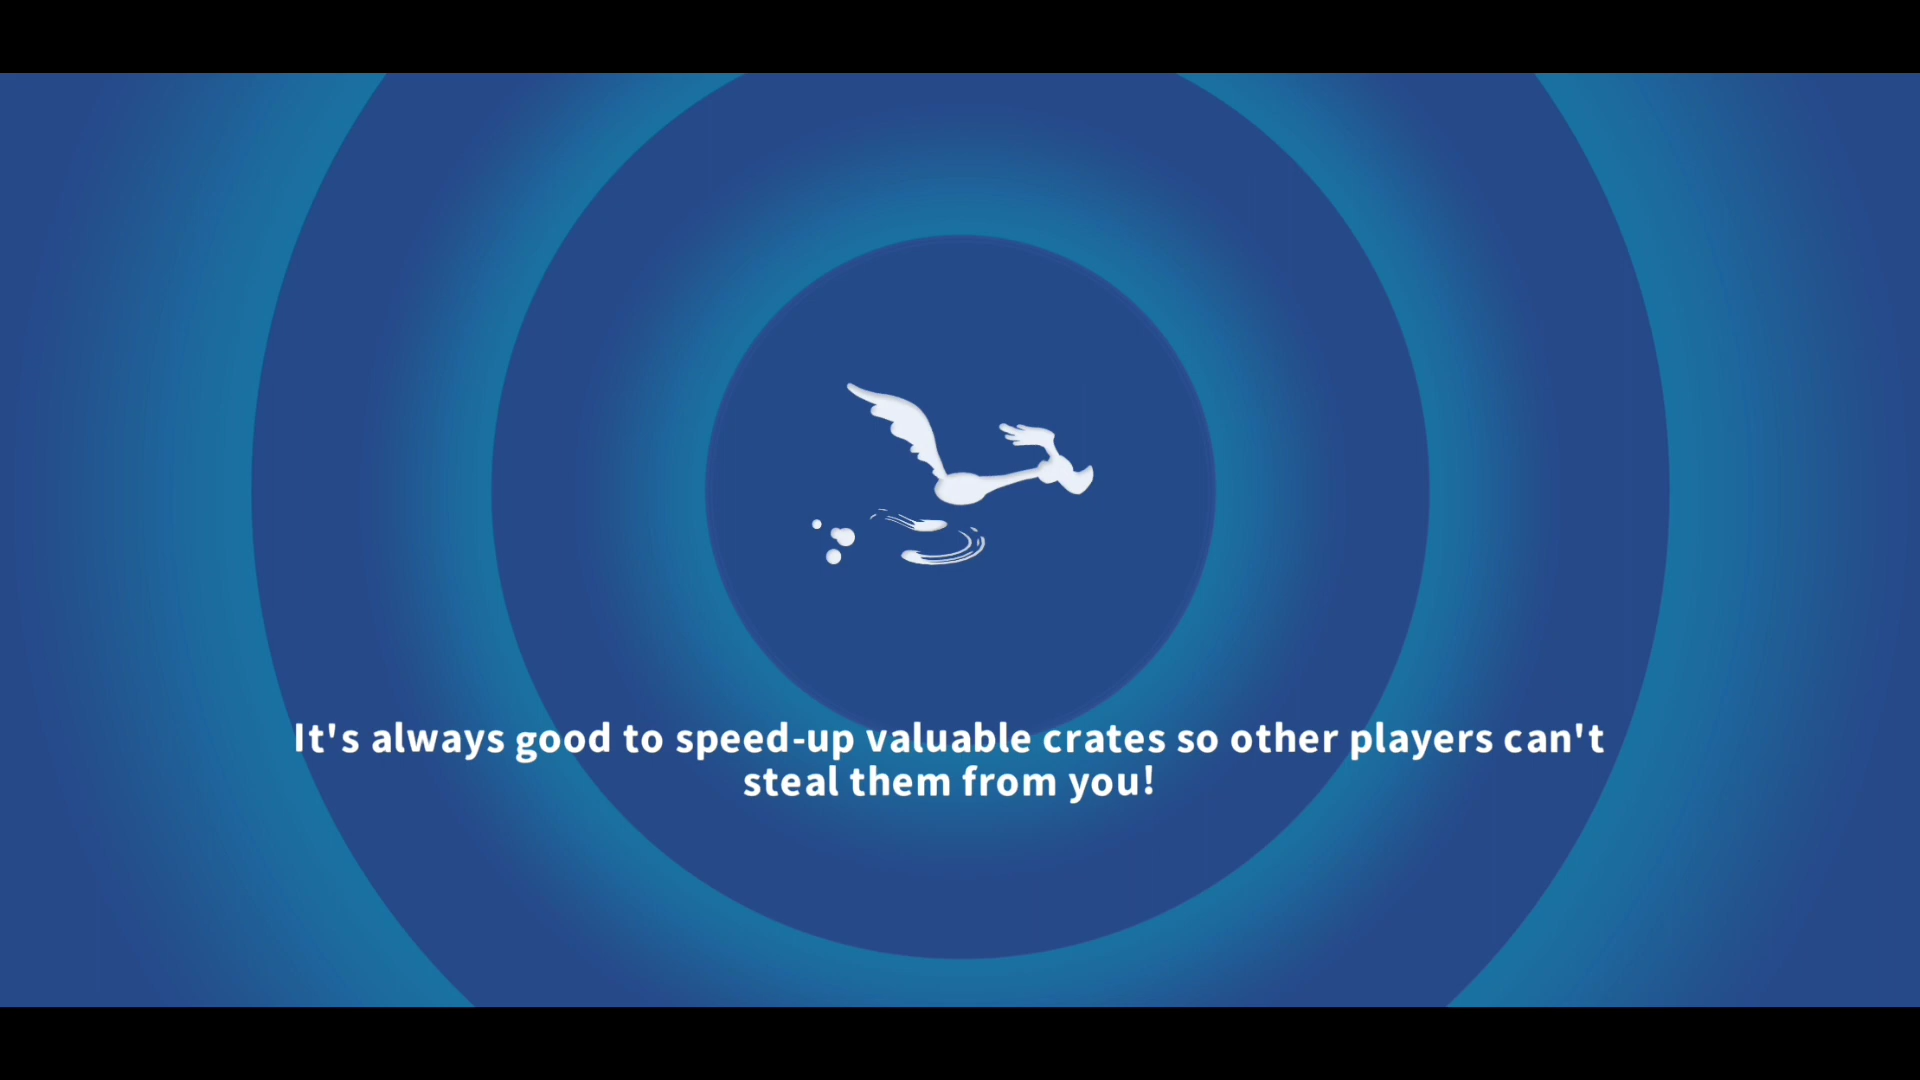 It's always good to speed-up valuable crates so other players can't
steal them from you!